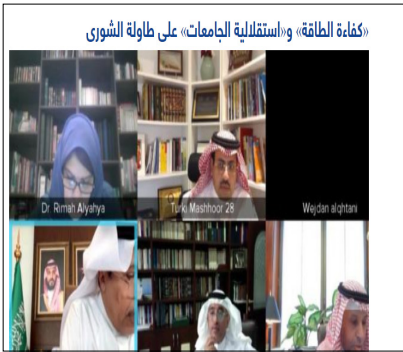 «كفاءة الطاقة» و«استقلالية الجامعات» على طاولة الشورى
Dr. Rimah Alyahya
Turki Mashhoor 28
Wejdan alqhtani